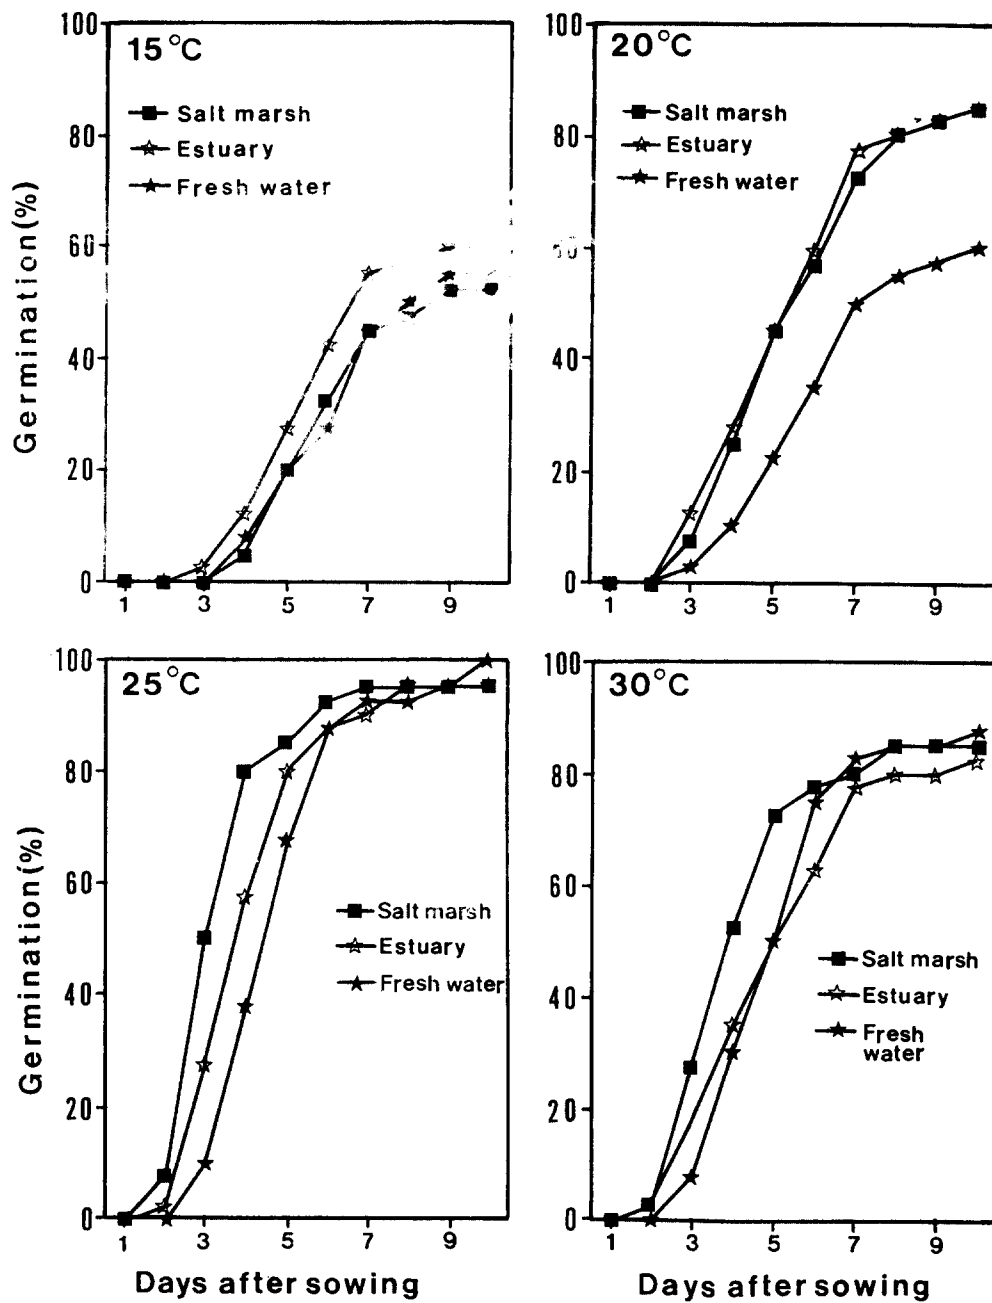 15°C
100
80
60
40
20
0
Germination(%)
Salt marsh
Estuary
Fresh water
1 3 5 7 9
20°C
100
80
40
20
0
Salt marsh
Estuary
Fresh water
1 3 5 7 9
25°C
100
80
60
40
20
0
Germination(%)
Salt marsh
Estuary
Fresh water
1 3 5 7 9
Days after sowing
30°C
100
80
60
40
20
0
Salt marsh
Estuary
Fresh
water
1 3 5 7 9
Days after sowing